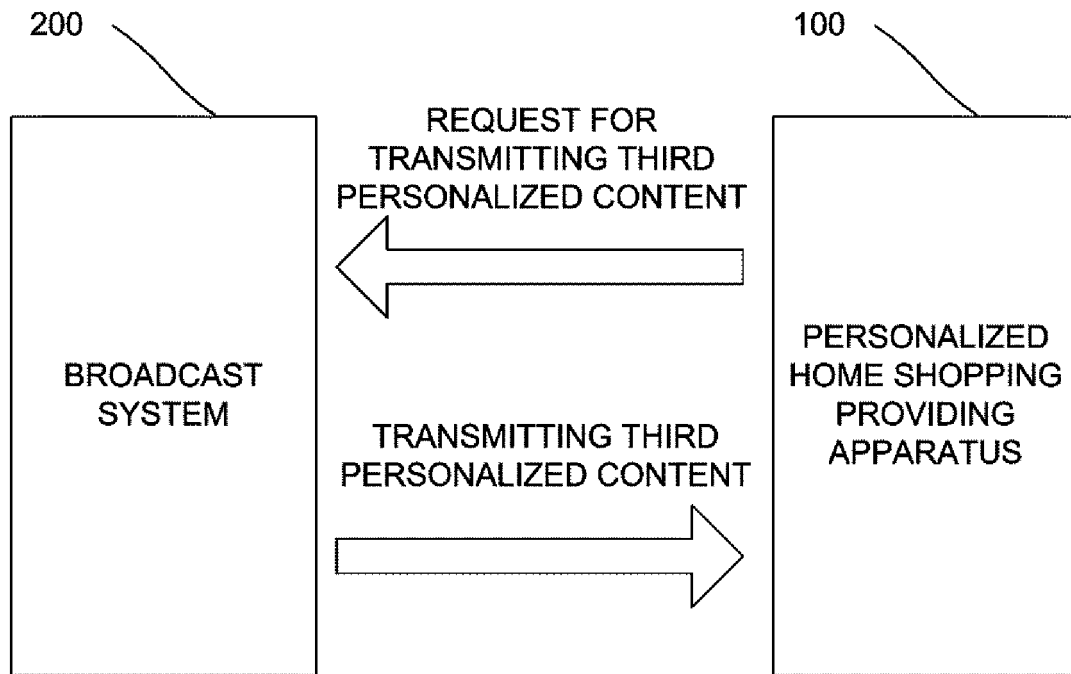 200
100
REQUEST FOR
TRANSMITTING THIRD
PERSONALIZED CONTENT
BROADCAST
SYSTEM
PERSONALIZED
HOME SHOPPING
PROVIDING
APPARATUS
TRANSMITTING THIRD
PERSONALIZED CONTENT